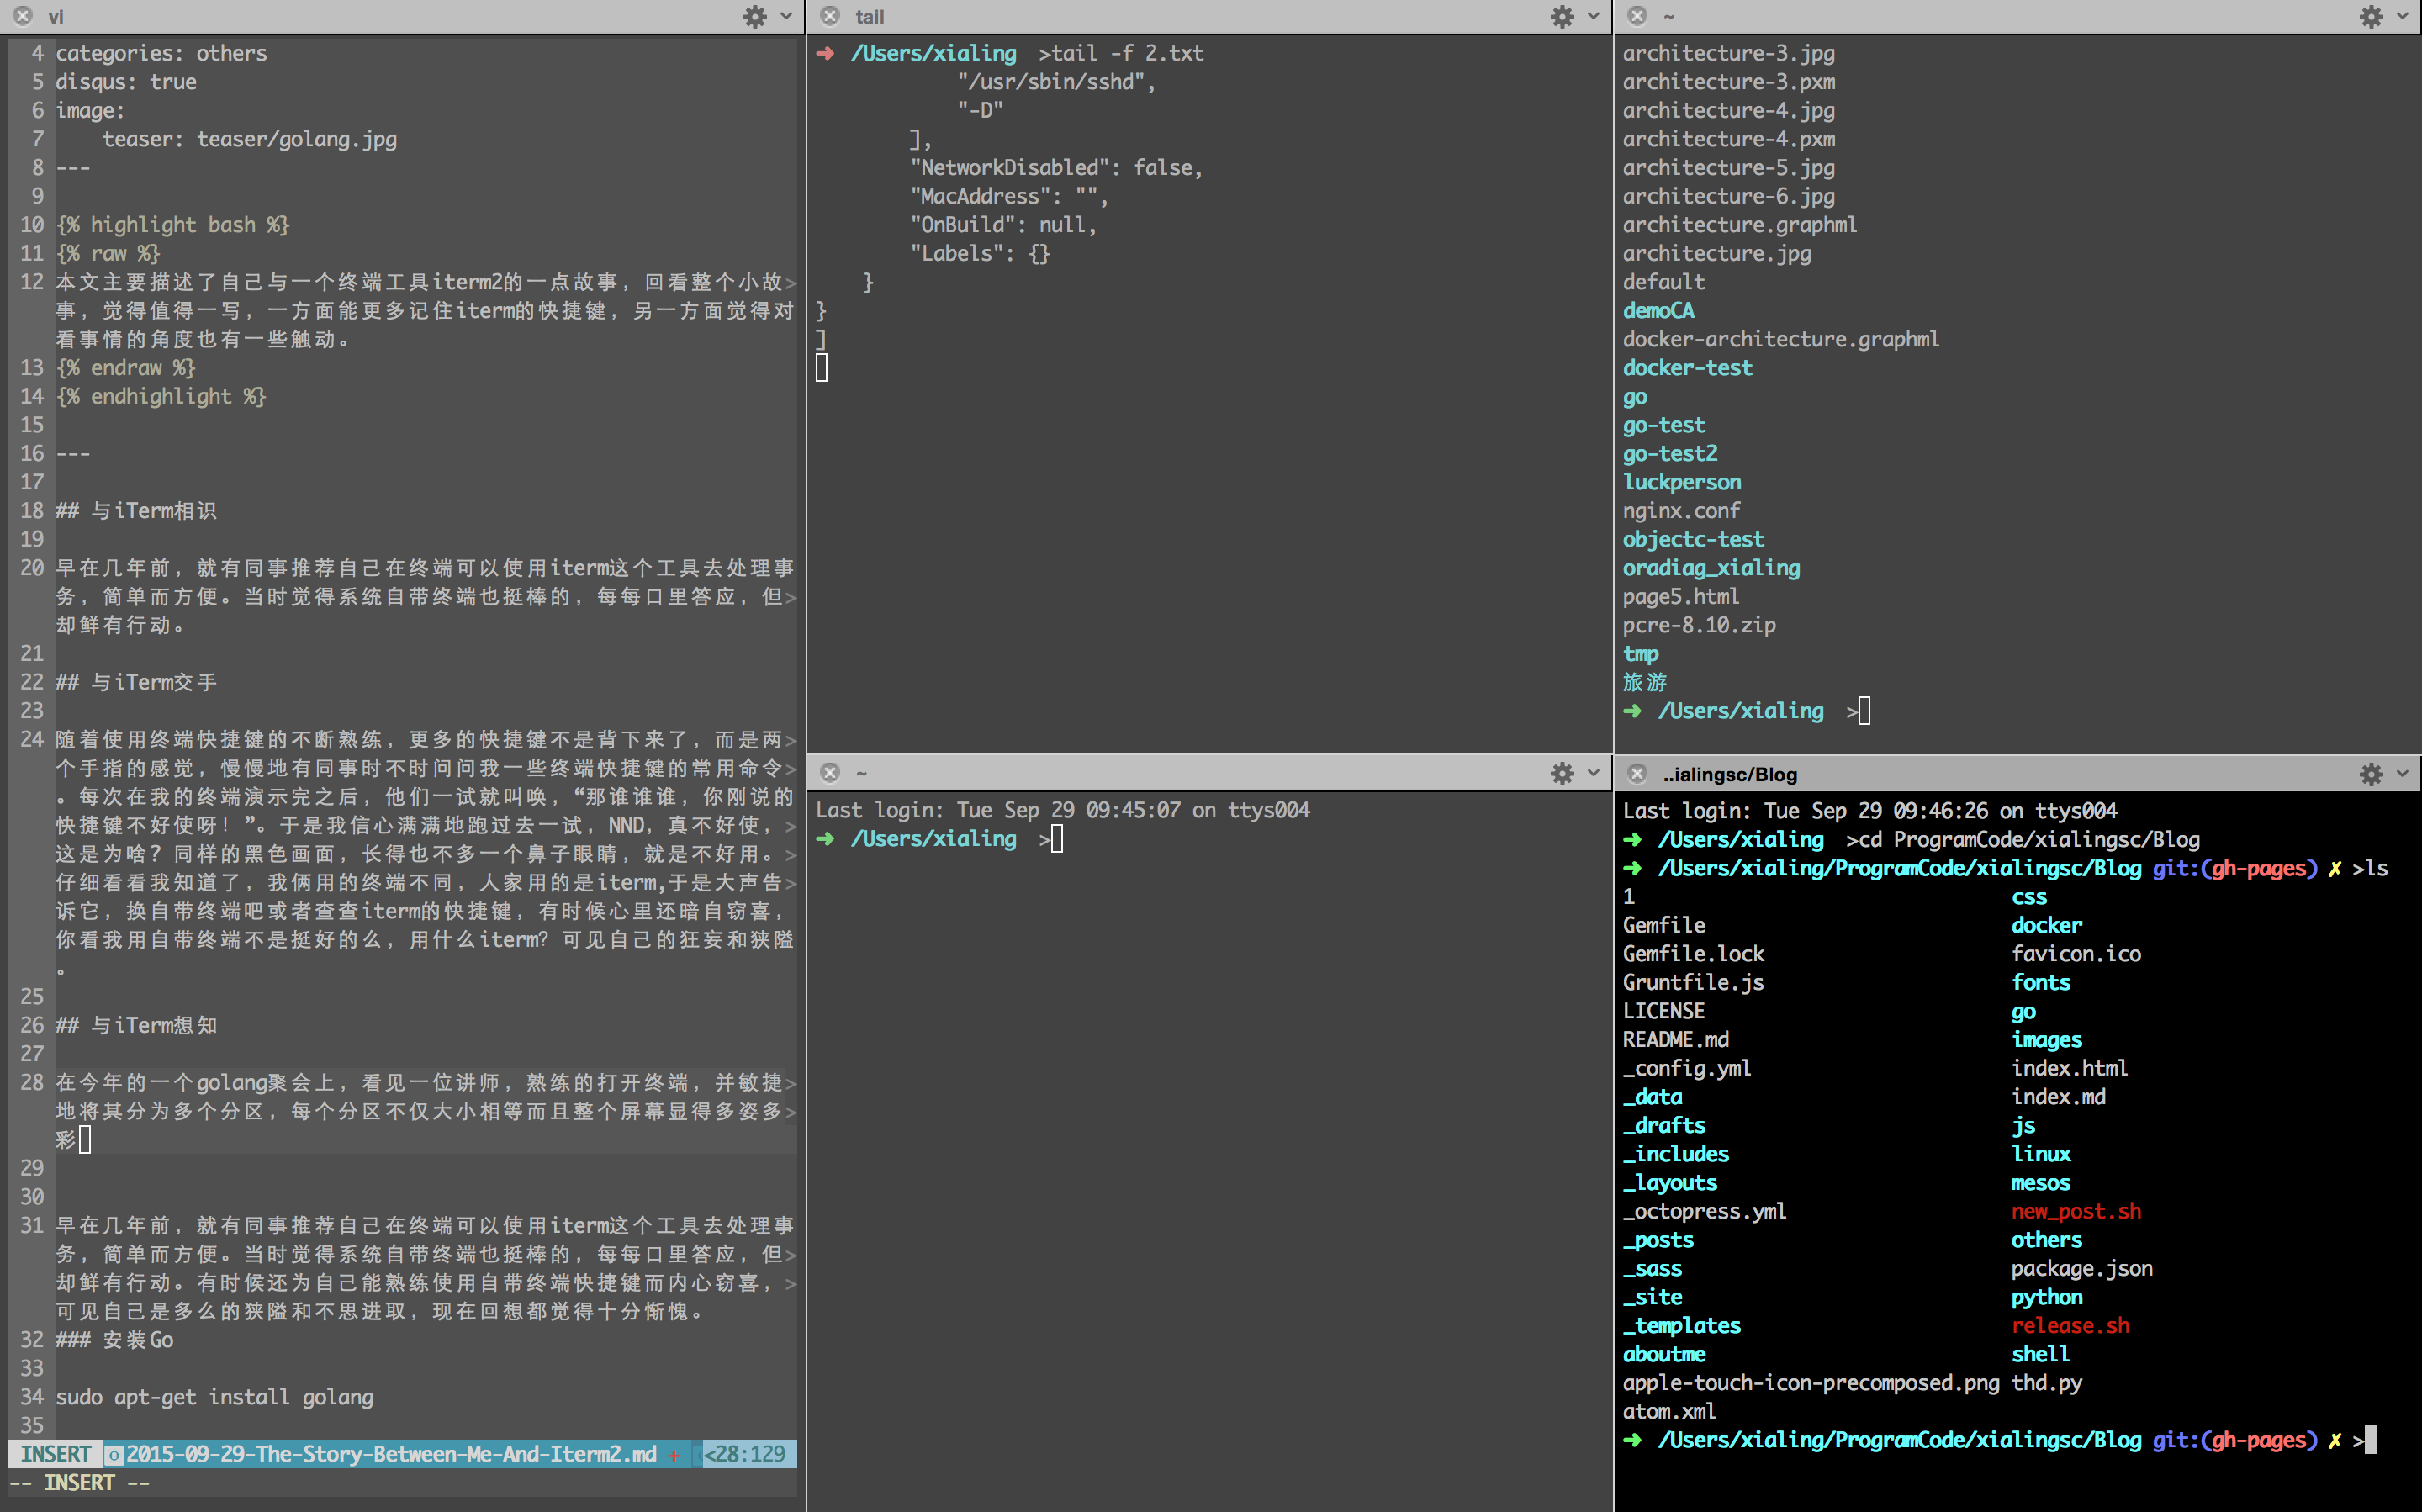 vi
4 categories: others
5 disqus: true
6 image:
7     teaser: teaser/golang.jpg
8 ---
9
10 {% highlight bash %}
11 {% raw %}
12 本文主要描述了自己与一个终端工具iterm2的一点故事，回看整个小故>
事，觉得值得一写，一方面能更多记住iterm的快捷键，另一方面觉得对
看事情的角度也有一些触动。
13 {% endraw %}
14 {% endhighlight %}
15
16 ---
17
18 ## 与iTerm相识
19
20 早在几年前，就有同事推荐自己在终端可以使用iterm这个工具去处理事
务，简单而方便。当时觉得系统自带终端也挺棒的，每每口里答应，但>
却鲜有行动。
21
22 ## 与iTerm交手
23
24 随着使用终端快捷键的不断熟练，更多的快捷键不是背下来了，而是两>
个手指的感觉，慢慢地有同事时不时问问我一些终端快捷键的常用命令>
。每次在我的终端演示完之后，他们一试就叫唤，“那谁谁谁，你刚说的
快捷键不好使呀！”。于是我信心满满地跑过去一试，NND，真不好使，>
这是为啥？同样的黑色画面，长得也不多一个鼻子眼睛，就是不好用。>
仔细看看我知道了，我俩用的终端不同，人家用的是iterm,于是大声告>
诉它，换自带终端吧或者查查iterm的快捷键，有时候心里还暗自窃喜，
你看我用自带终端不是挺好的么，用什么iterm？可见自己的狂妄和狭隘
。
25
26 ## 与iTerm想知
27
28 在今年的一个golang聚会上，看见一位讲师，熟练的打开终端，并敏捷>
地将其分为多个分区，每个分区不仅大小相等而且整个屏幕显得多姿多>
彩
29
30
31 早在几年前，就有同事推荐自己在终端可以使用iterm这个工具去处理事
务，简单而方便。当时觉得系统自带终端也挺棒的，每每口里答应，但>
却鲜有行动。有时候还为自己能熟练使用自带终端快捷键而内心窃喜，>
可见自己是多么的狭隘和不思进取，现在回想都觉得十分惭愧。
32 ### 安装Go
33
34 sudo apt-get install golang
35
INSERT 2015-09-29-The-Story-Between-Me-And-Iterm2.md + <28:129
-- INSERT --
tail
➜ /Users/xialing >tail -f 2.txt
"/usr/sbin/sshd",
"-D"
],
"NetworkDisabled": false,
"MacAddress": "",
"OnBuild": null,
"Labels": {}
}
}
]
~
Last login: Tue Sep 29 09:45:07 on ttys004
➜ /Users/xialing >
~
architecture-3.jpg
architecture-3.pxm
architecture-4.jpg
architecture-4.pxm
architecture-5.jpg
architecture-6.jpg
architecture.graphml
architecture.jpg
default
demoCA
docker-architecture.graphml
docker-test
go
go-test
go-test2
luckperson
nginx.conf
objectc-test
oradiag_xialing
page5.html
pcre-8.10.zip
tmp
旅游
➜ /Users/xialing >
..ialingsc/Blog
Last login: Tue Sep 29 09:46:26 on ttys004
➜ /Users/xialing >cd ProgramCode/xialingsc/Blog
➜ /Users/xialing/ProgramCode/xialingsc/Blog git:(gh-pages) ✗ >ls
1 css
Gemfile docker
Gemfile.lock favicon.ico
Gruntfile.js fonts
LICENSE go
README.md images
_config.yml index.html
_data index.md
_drafts js
_includes linux
_layouts mesos
_octopress.yml new_post.sh
_posts others
_sass package.json
_site python
_templates release.sh
aboutme shell
apple-touch-icon-precomposed.png thd.py
atom.xml
➜ /Users/xialing/ProgramCode/xialingsc/Blog git:(gh-pages) ✗ >